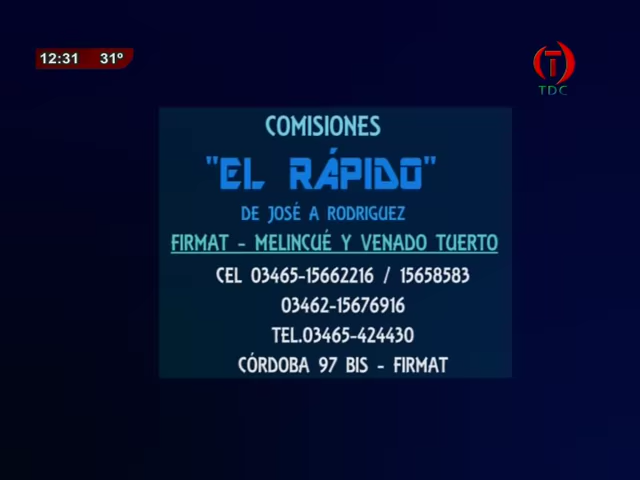 12:31 31º
T
TDC
COMISIONES
"EL RÁPIDO"
DE JOSÉ A RODRIGUEZ
FIRMAT - MELINCUÉ Y VENADO TUERTO
CEL 03465-15662216 / 15658583
03462-15676916
TEL.03465-424430
CÓRDOBA 97 BIS - FIRMAT